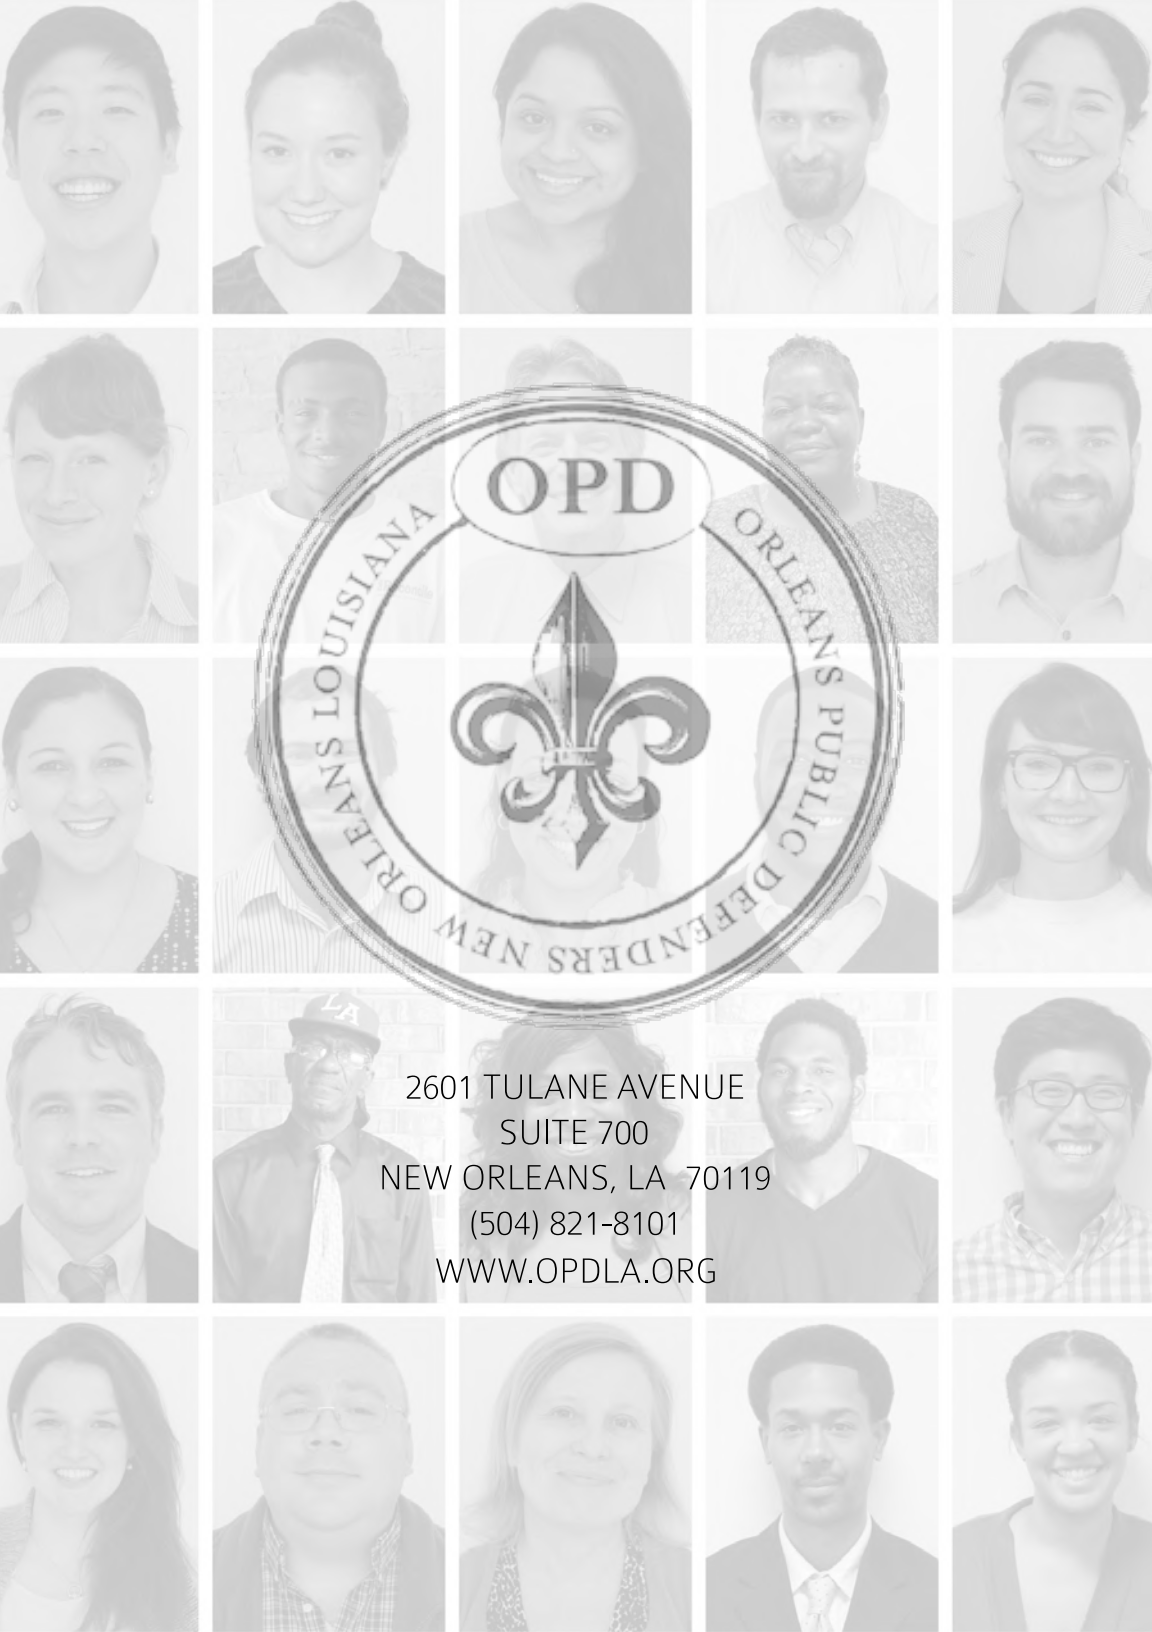 OPD
ORLEANS PUBLIC DEFENDERS NEW ORLEANS LOUISIANA
LA
2601 TULANE AVENUE
SUITE 700
NEW ORLEANS, LA 70119
(504) 821-8101
WWW.OPDLA.ORG